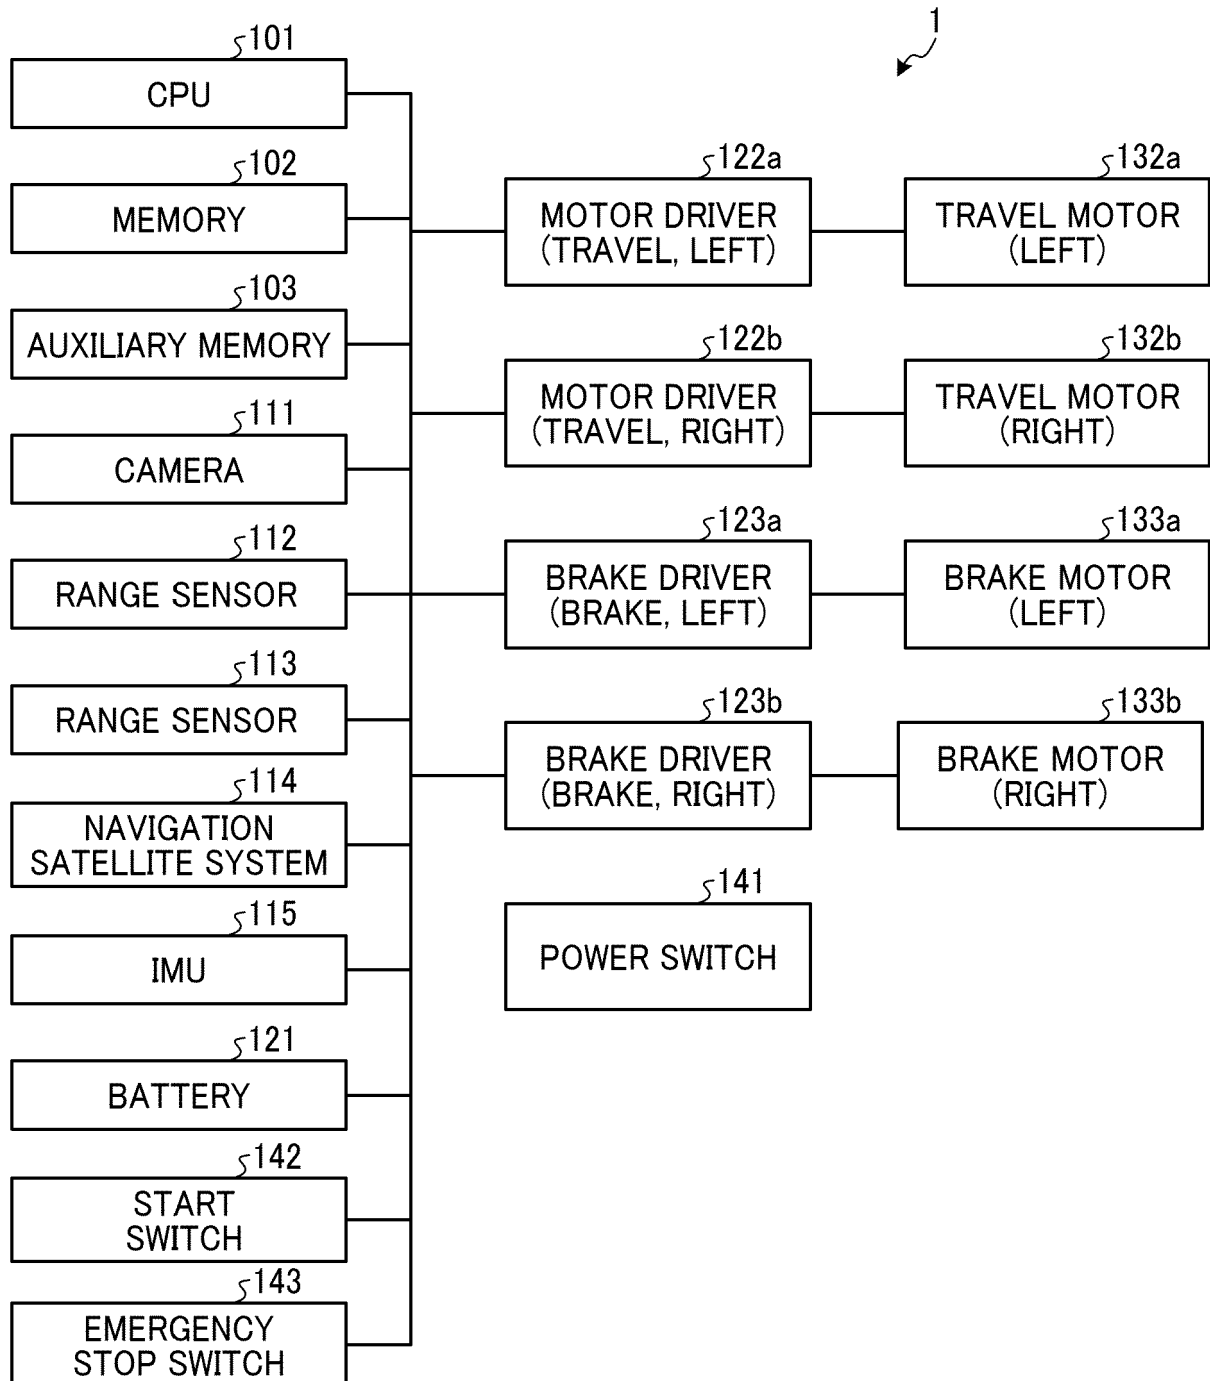 1
101
CPU
102
MEMORY
103
AUXILIARY MEMORY
111
CAMERA
112
RANGE SENSOR
113
RANGE SENSOR
114
NAVIGATION
SATELLITE SYSTEM
115
IMU
121
BATTERY
142
START
SWITCH
143
EMERGENCY
STOP SWITCH
122a
MOTOR DRIVER
(TRAVEL, LEFT)
132a
TRAVEL MOTOR
(LEFT)
122b
MOTOR DRIVER
(TRAVEL, RIGHT)
132b
TRAVEL MOTOR
(RIGHT)
123a
BRAKE DRIVER
(BRAKE, LEFT)
133a
BRAKE MOTOR
(LEFT)
123b
BRAKE DRIVER
(BRAKE, RIGHT)
133b
BRAKE MOTOR
(RIGHT)
141
POWER SWITCH